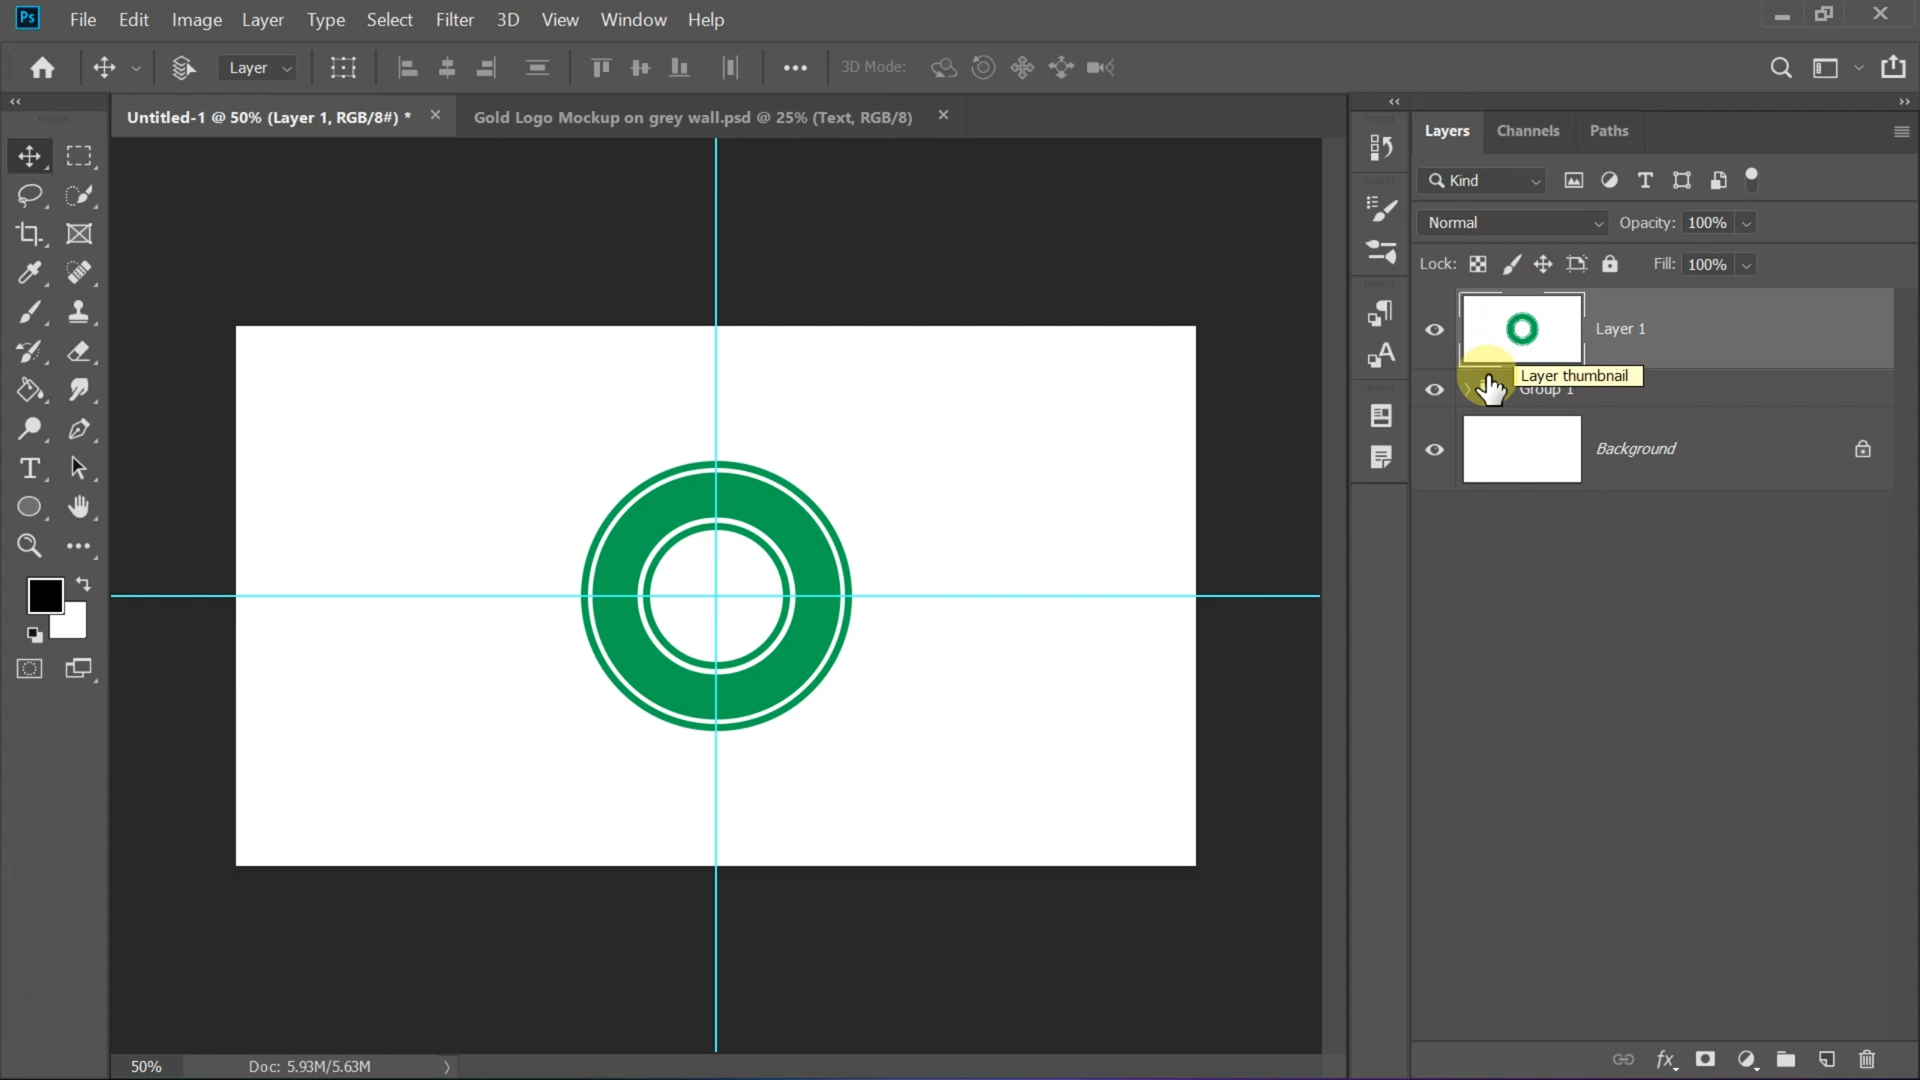 Ps File Edit Image Layer Type Select Filter 3D View Window Help
Layer 3D Mode:
Untitled-1 @ 50% (Layer 1, RGB/8#) * Gold Logo Mockup on grey wall.psd @ 25% (Text, RGB/8)
Layers Channels Paths
Kind
Normal Opacity: 100%
Lock: Fill: 100%
Layer 1
Layer thumbnail
Group 1
Background
50% Doc: 5.93M/5.63M